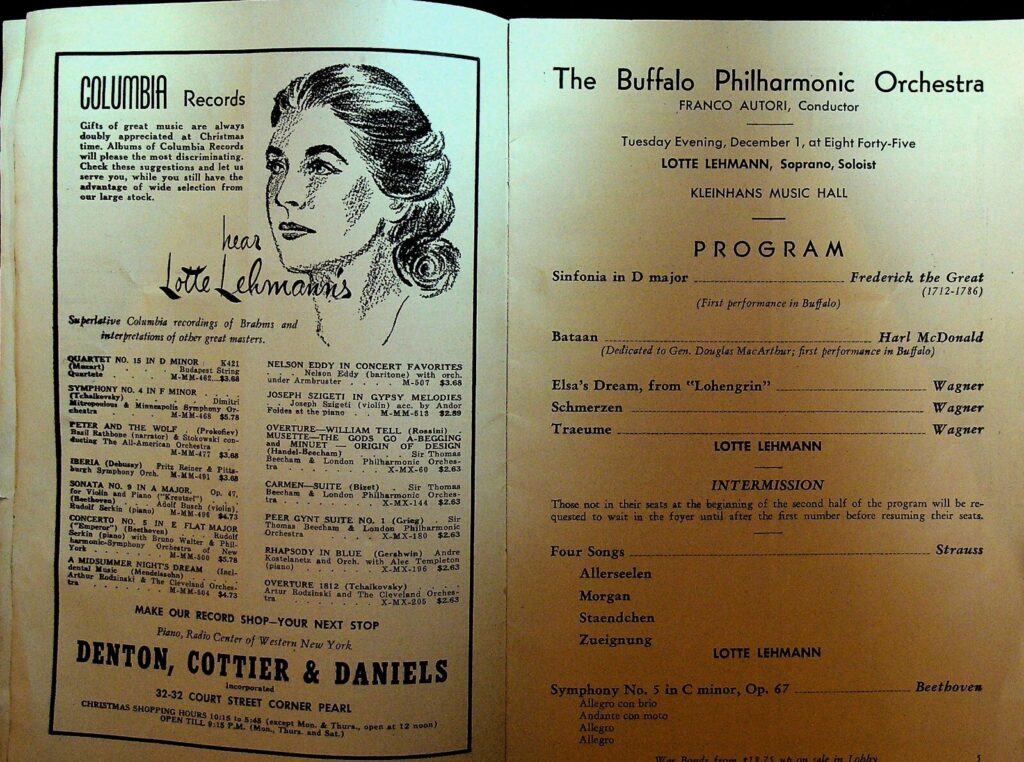 COLUMBIA Records
Gifts of great music are always
doubly appreciated at Christmas
time. Albums of Columbia Records
will please the most discriminating.
Check these suggestions and let us
serve you, while you still have the
advantage of wide selection from
our large stock.
hear
Lotte Lehmann's
Superlative Columbia recordings of Brahms and
interpretations of other great masters.
QUARTET NO. 15 IN D MINOR K421
(Mozart) Budapest String
Quartete M-MM-462 $3.68
SYMPHONY NO. 4 IN F MINOR
(Tchaikovsky) Dimitri
Mitropoulous & Minneapolis Symphony Or-
chestra M-MM-468 $5.78
PETER AND THE WOLF . (Prokofiev)
Basil Rathbone (narrator) & Stokowski con-
ducting The All-American Orchestra
M-MM-477 $3.68
IBERIA (Debussy) Fritz Reiner & Pitts-
burgh Symphony Orch. M-MM-491 $3.68
SONATA NO. 9 IN A MAJOR. Op. 47,
for Violin and Piano ("Kreutzel")
(Beethoven) Adolf Busch (violin),
Rudolf Serkin (piano) M-MM-496 $4.73
CONCERTO NO. 5 IN E FLAT MAJOR
("Emperor") (Beethoven) Rudolf
Serkin (piano) with Bruno Walter & Phil-
harmonic-Symphony Orchestra of New
York M-MM-500 $5.78
A MIDSUMMER NIGHT'S DREAM (Inci-
dental Music (Mendelssohn)
Arthur Rodzinski & The Cleveland Orches-
tra M-MM-504 $4.73
NELSON EDDY IN CONCERT FAVORITES
Nelson Eddy (baritone) with orch.
under Armbruster . . M-507 $3.68
JOSEPH SZIGETI IN GYPSY MELODIES
Joseph Szigeti (violin) acc. by Andor
Foldes at the piano . . M-MM-513 $2.89
OVERTURE—WILLIAM TELL (Rossini) .
MUSETTE—THE GODS GO A-BEGGING
and MINUET — ORIGIN OF DESIGN
(Handel-Beecham) Sir Thomas
Beecham & London Philharmonic Orches-
tra X-MX-60 $2.63
CARMEN—SUITE (Bizet) . Sir Thomas
Beecham & London Philharmonic Orches-
tra X-MX-144 $2.63
PEER GYNT SUITE NO. 1 (Grieg) Sir
Thomas Beecham & London Philharmonic
Orchestra X-MX-180 $2.63
RHAPSODY IN BLUE (Gershwin) Andre
Kostelanetz and Orch. with Alec Templeton
(piano) X-MX-196 $2.63
OVERTURE 1812 (Tchaikovsky)
Artur Rodzinski and The Cleveland Orches-
tra X-MX-205 $2.63
MAKE OUR RECORD SHOP—YOUR NEXT STOP
Piano, Radio Center of Western New York
DENTON, COTTIER & DANIELS
Incorporated
32-32 COURT STREET CORNER PEARL
CHRISTMAS SHOPPING HOURS 10:15 to 5:45 (except Mon. & Thurs., open at 12 noon)
OPEN TILL 9:15 P.M. (Mon., Thurs. and Sat.)
The Buffalo Philharmonic Orchestra
FRANCO AUTORI, Conductor
Tuesday Evening, December 1, at Eight Forty-Five
LOTTE LEHMANN, Soprano, Soloist
KLEINHANS MUSIC HALL
PROGRAM
Sinfonia in D major Frederick the Great
(1712-1786)
(First performance in Buffalo)
Bataan Harl McDonald
(Dedicated to Gen. Douglas MacArthur; first performance in Buffalo)
Elsa's Dream, from "Lohengrin" Wagner
Schmerzen Wagner
Traeume Wagner
LOTTE LEHMANN
INTERMISSION
Those not in their seats at the beginning of the second half of the program will be re-
quested to wait in the foyer until after the first number before resuming their seats.
Four Songs Strauss
Allerseelen
Morgan
Staendchen
Zueignung
LOTTE LEHMANN
Symphony No. 5 in C minor, Op. 67 Beethoven
Allegro con brio
Andante con moto
Allegro
Allegro
War Bonds from $18.75 up on sale in Lobby
5